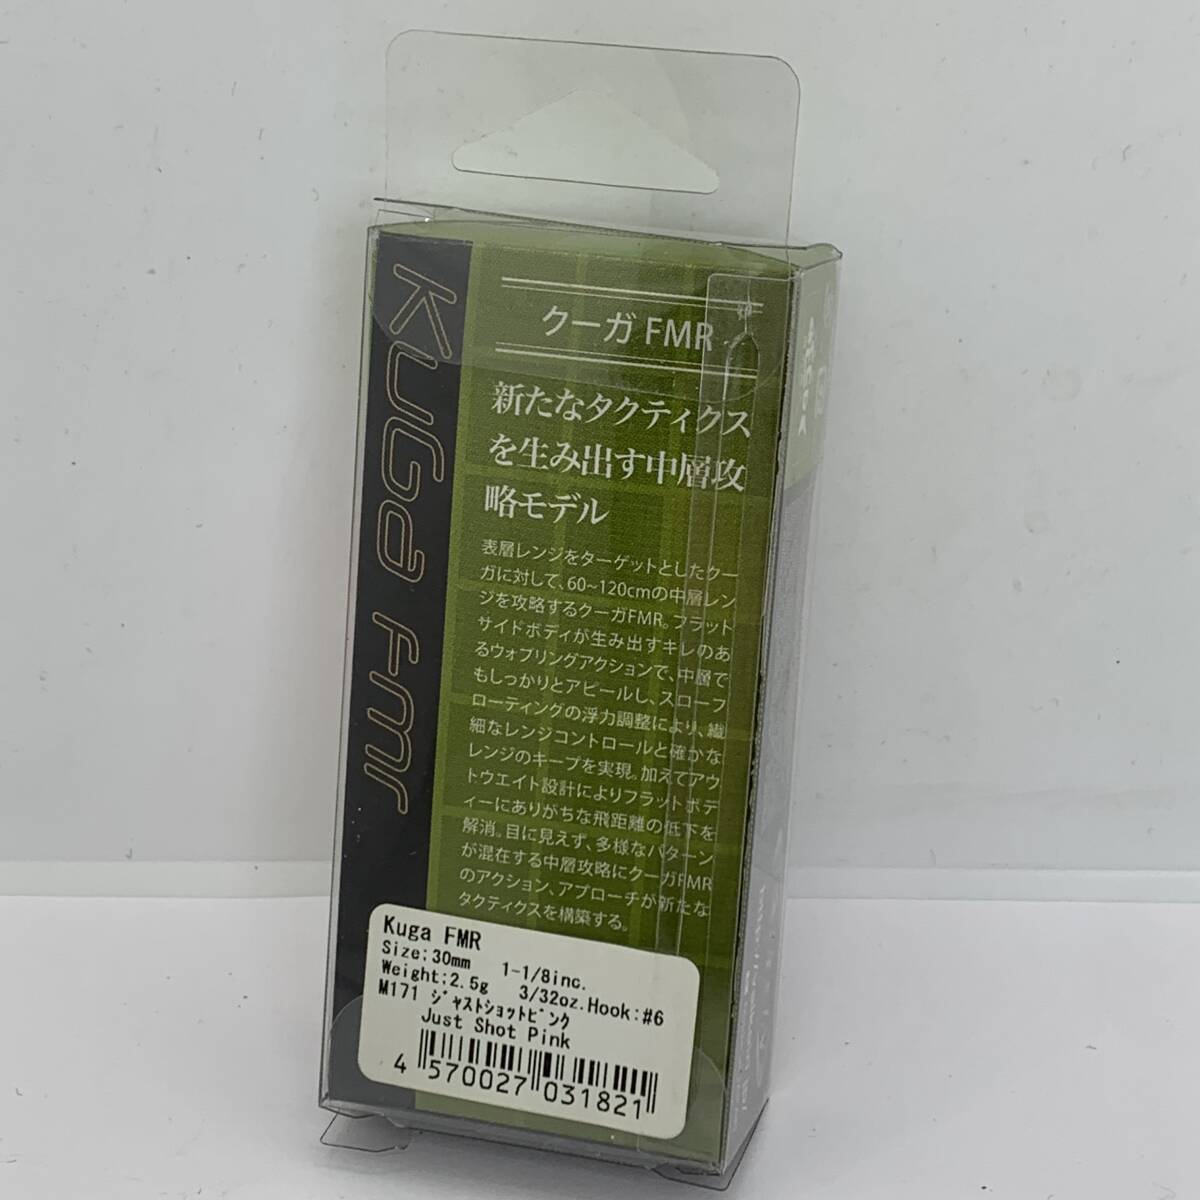 KUGa FMR
クーガ FMR
新たなタクティクス
を生み出す中層攻
略モデル
表層レンジをターゲットとしたクー
ガに対して、60~120cmの中層レン
ジを攻略するクーガFMR。フラット
サイドボディが生み出すキレのあ
るウォブリングアクションで、中層で
もしっかりとアピールし、スローフ
ローティングの浮力調整により、繊
細なレンジコントロールと確かな
レンジのキープを実現。加えてアウ
トウエイト設計によりフラットボデ
ィーにありがちな飛距離の低下を
解消。目に見えず、多様なパターン
が混在する中層攻略にクーガFMR
のアクション、アプローチが新たな
タクティクスを構築する。
Kuga FMR
Size:30mm 1-1/8inc.
Weight:2.5g 3/32oz.Hook:#6
M171 ｼﾞｬｽﾄｼｮｯﾄﾋﾟﾝｸ
Just Shot Pink
4 570027 031821